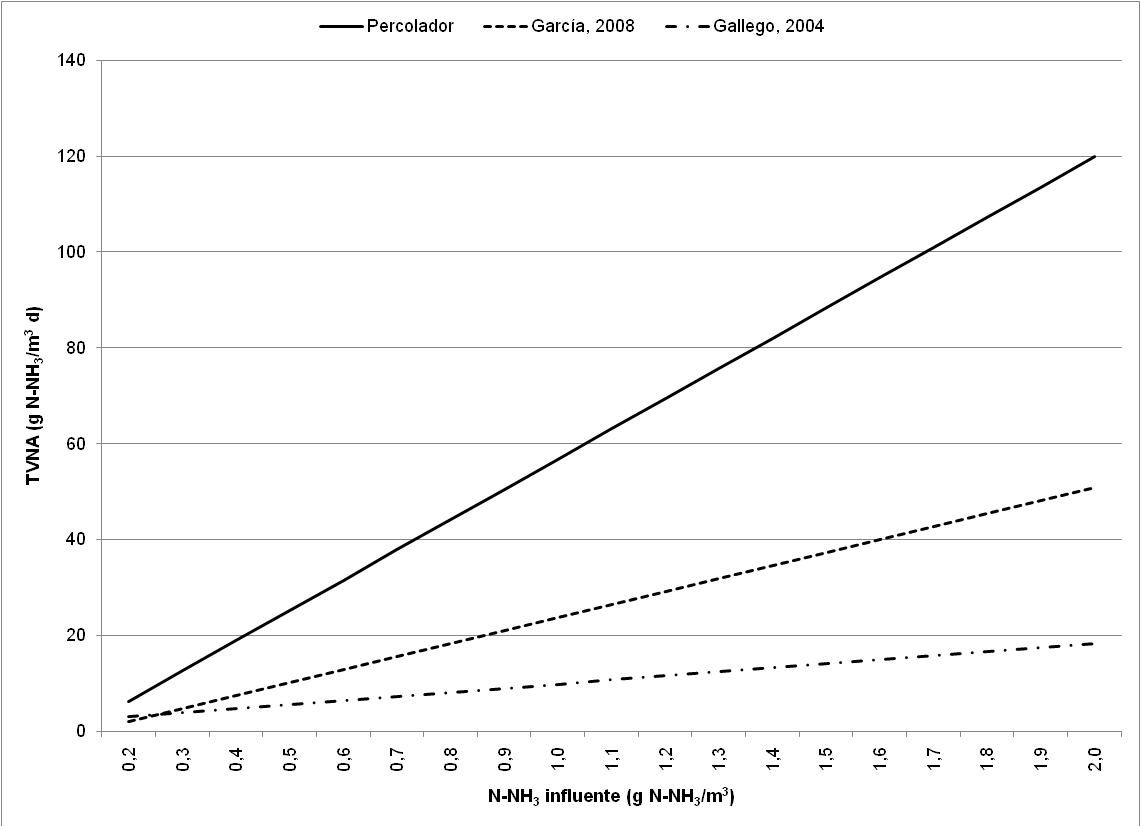 Percolador García, 2008 Gallego, 2004
140
120
100
80
60
40
20
0
TVNA (g N-NH₃/m³ d)
0,2 0,3 0,4 0,5 0,6 0,7 0,8 0,9 1,0 1,1 1,2 1,3 1,4 1,5 1,6 1,7 1,8 1,9 2,0
N-NH₃ influente (g N-NH₃/m³)